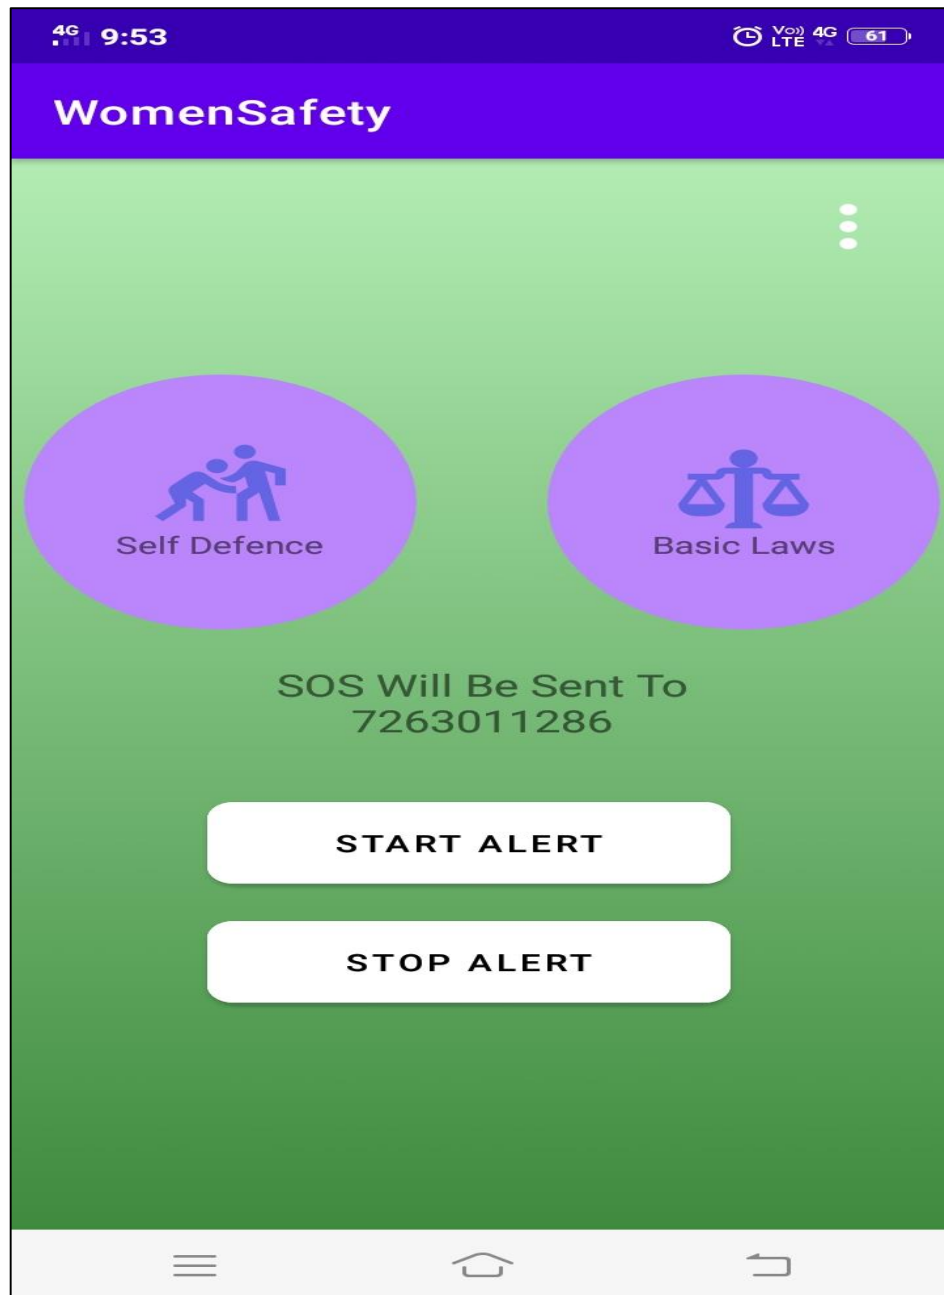 4G 9:53 Vo)) LTE 4G 61
WomenSafety
Self Defence Basic Laws
SOS Will Be Sent To
7263011286
START ALERT
STOP ALERT